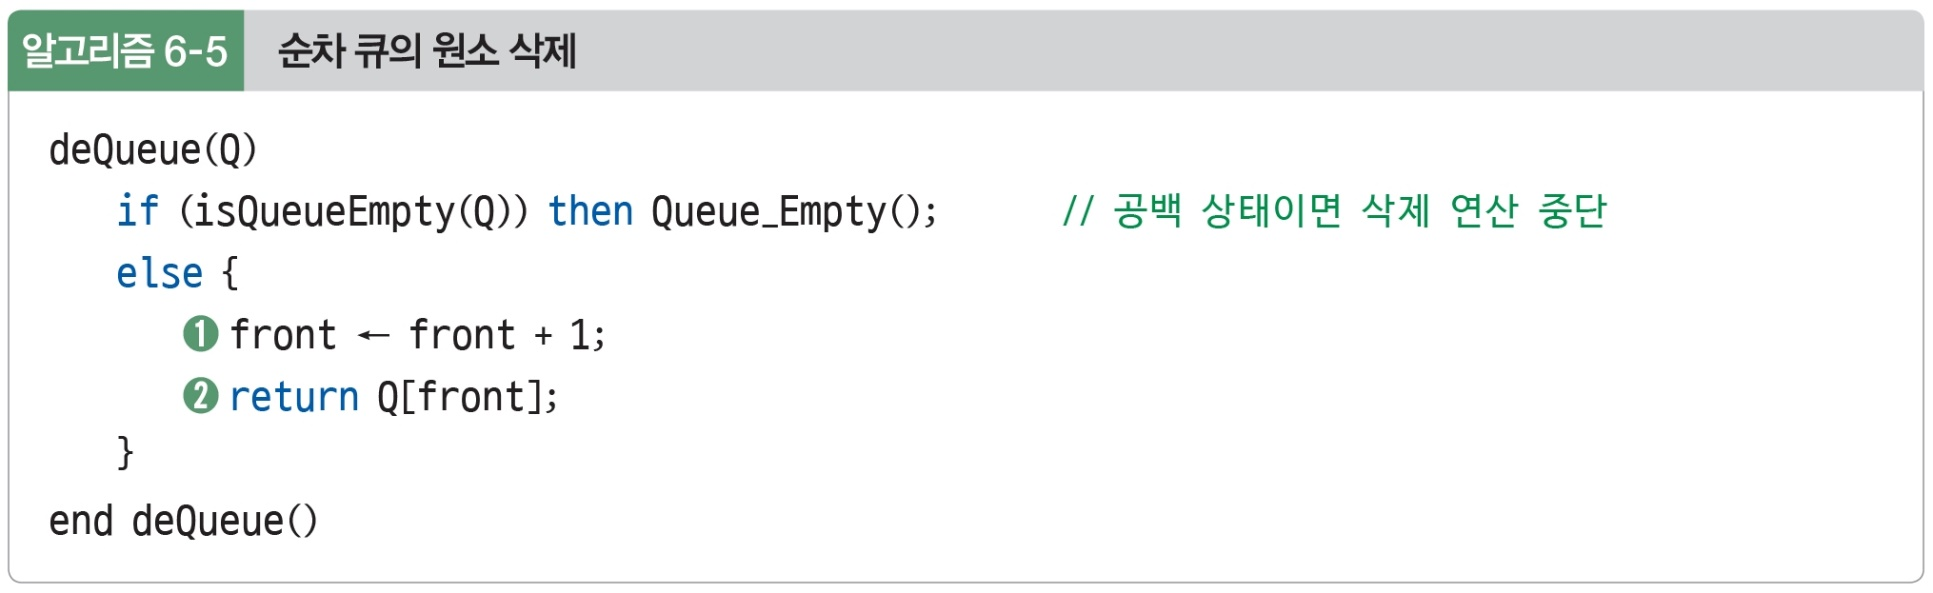 알고리즘 6-5 순차 큐의 원소 삭제
deQueue(Q)
if (isQueueEmpty(Q)) then Queue_Empty(); // 공백 상태이면 삭제 연산 중단
else {
❶ front ← front + 1;
❷ return Q[front];
}
end deQueue()